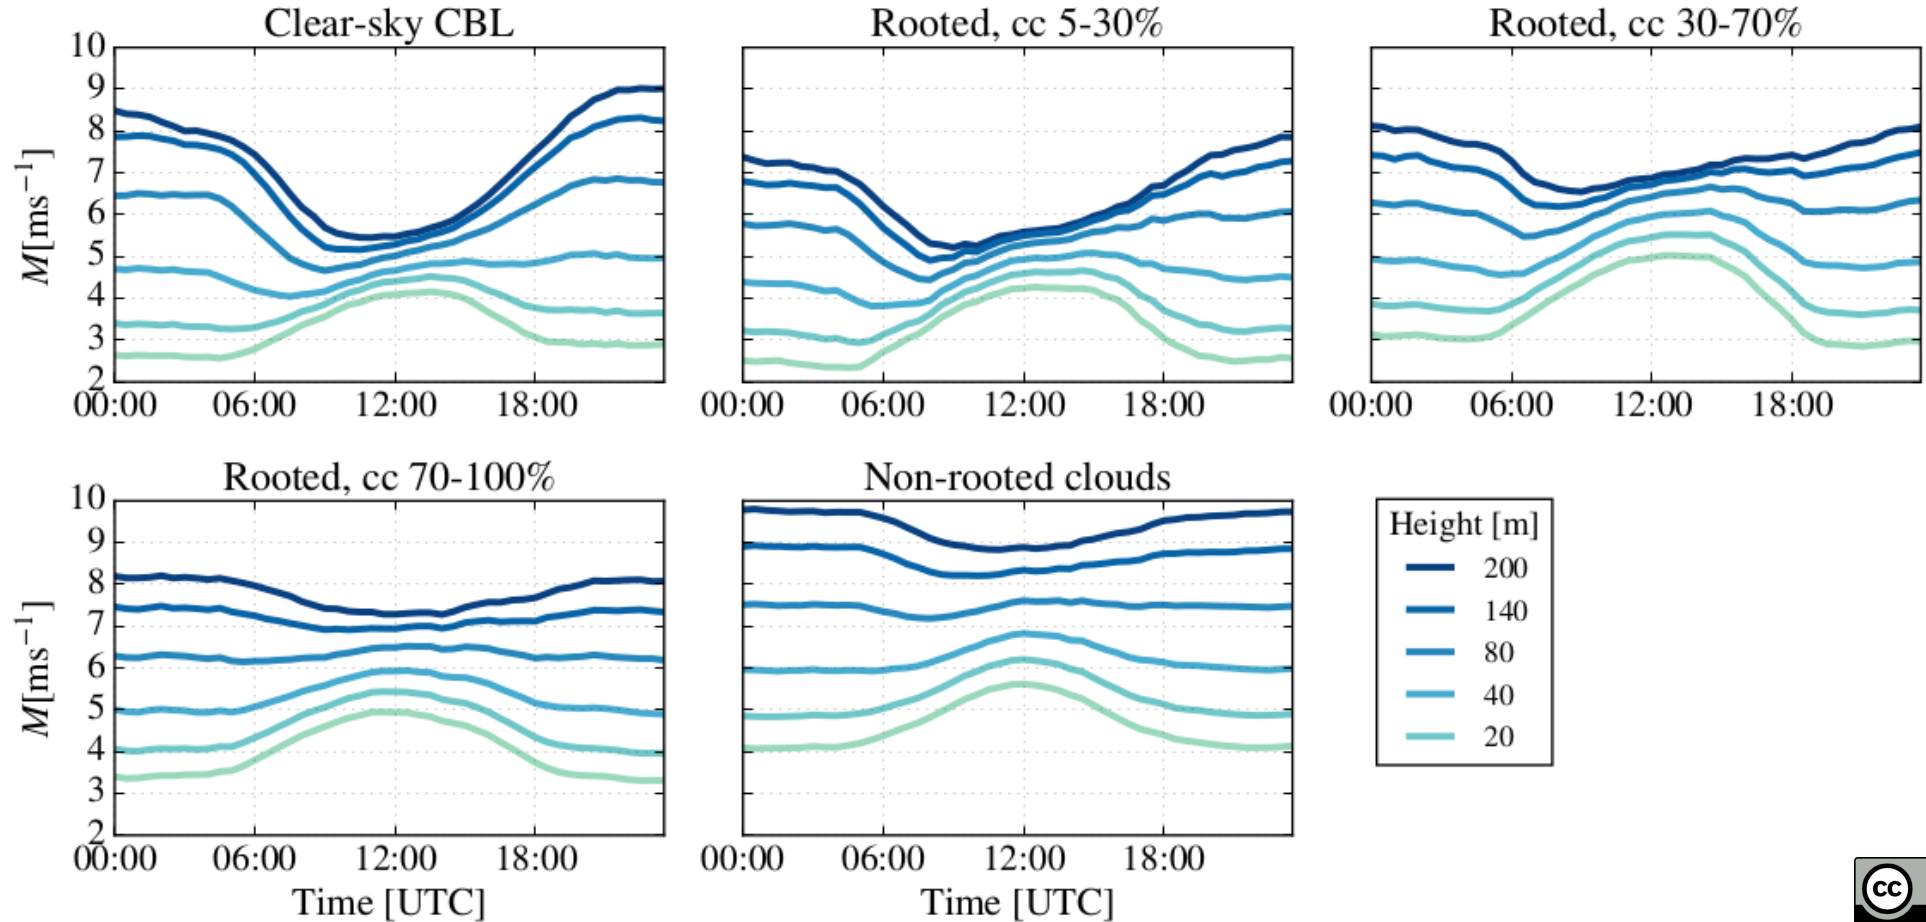 Clear-sky CBL
Rooted, cc 5-30%
Rooted, cc 30-70%
10
9
8
7
6
5
4
3
2
M[ms⁻¹]
00:00 06:00 12:00 18:00
00:00 06:00 12:00 18:00
00:00 06:00 12:00 18:00
Rooted, cc 70-100%
Non-rooted clouds
10
9
8
7
6
5
4
3
2
M[ms⁻¹]
00:00 06:00 12:00 18:00
00:00 06:00 12:00 18:00
Time [UTC]
Time [UTC]
Height [m]
200
140
80
40
20
cc